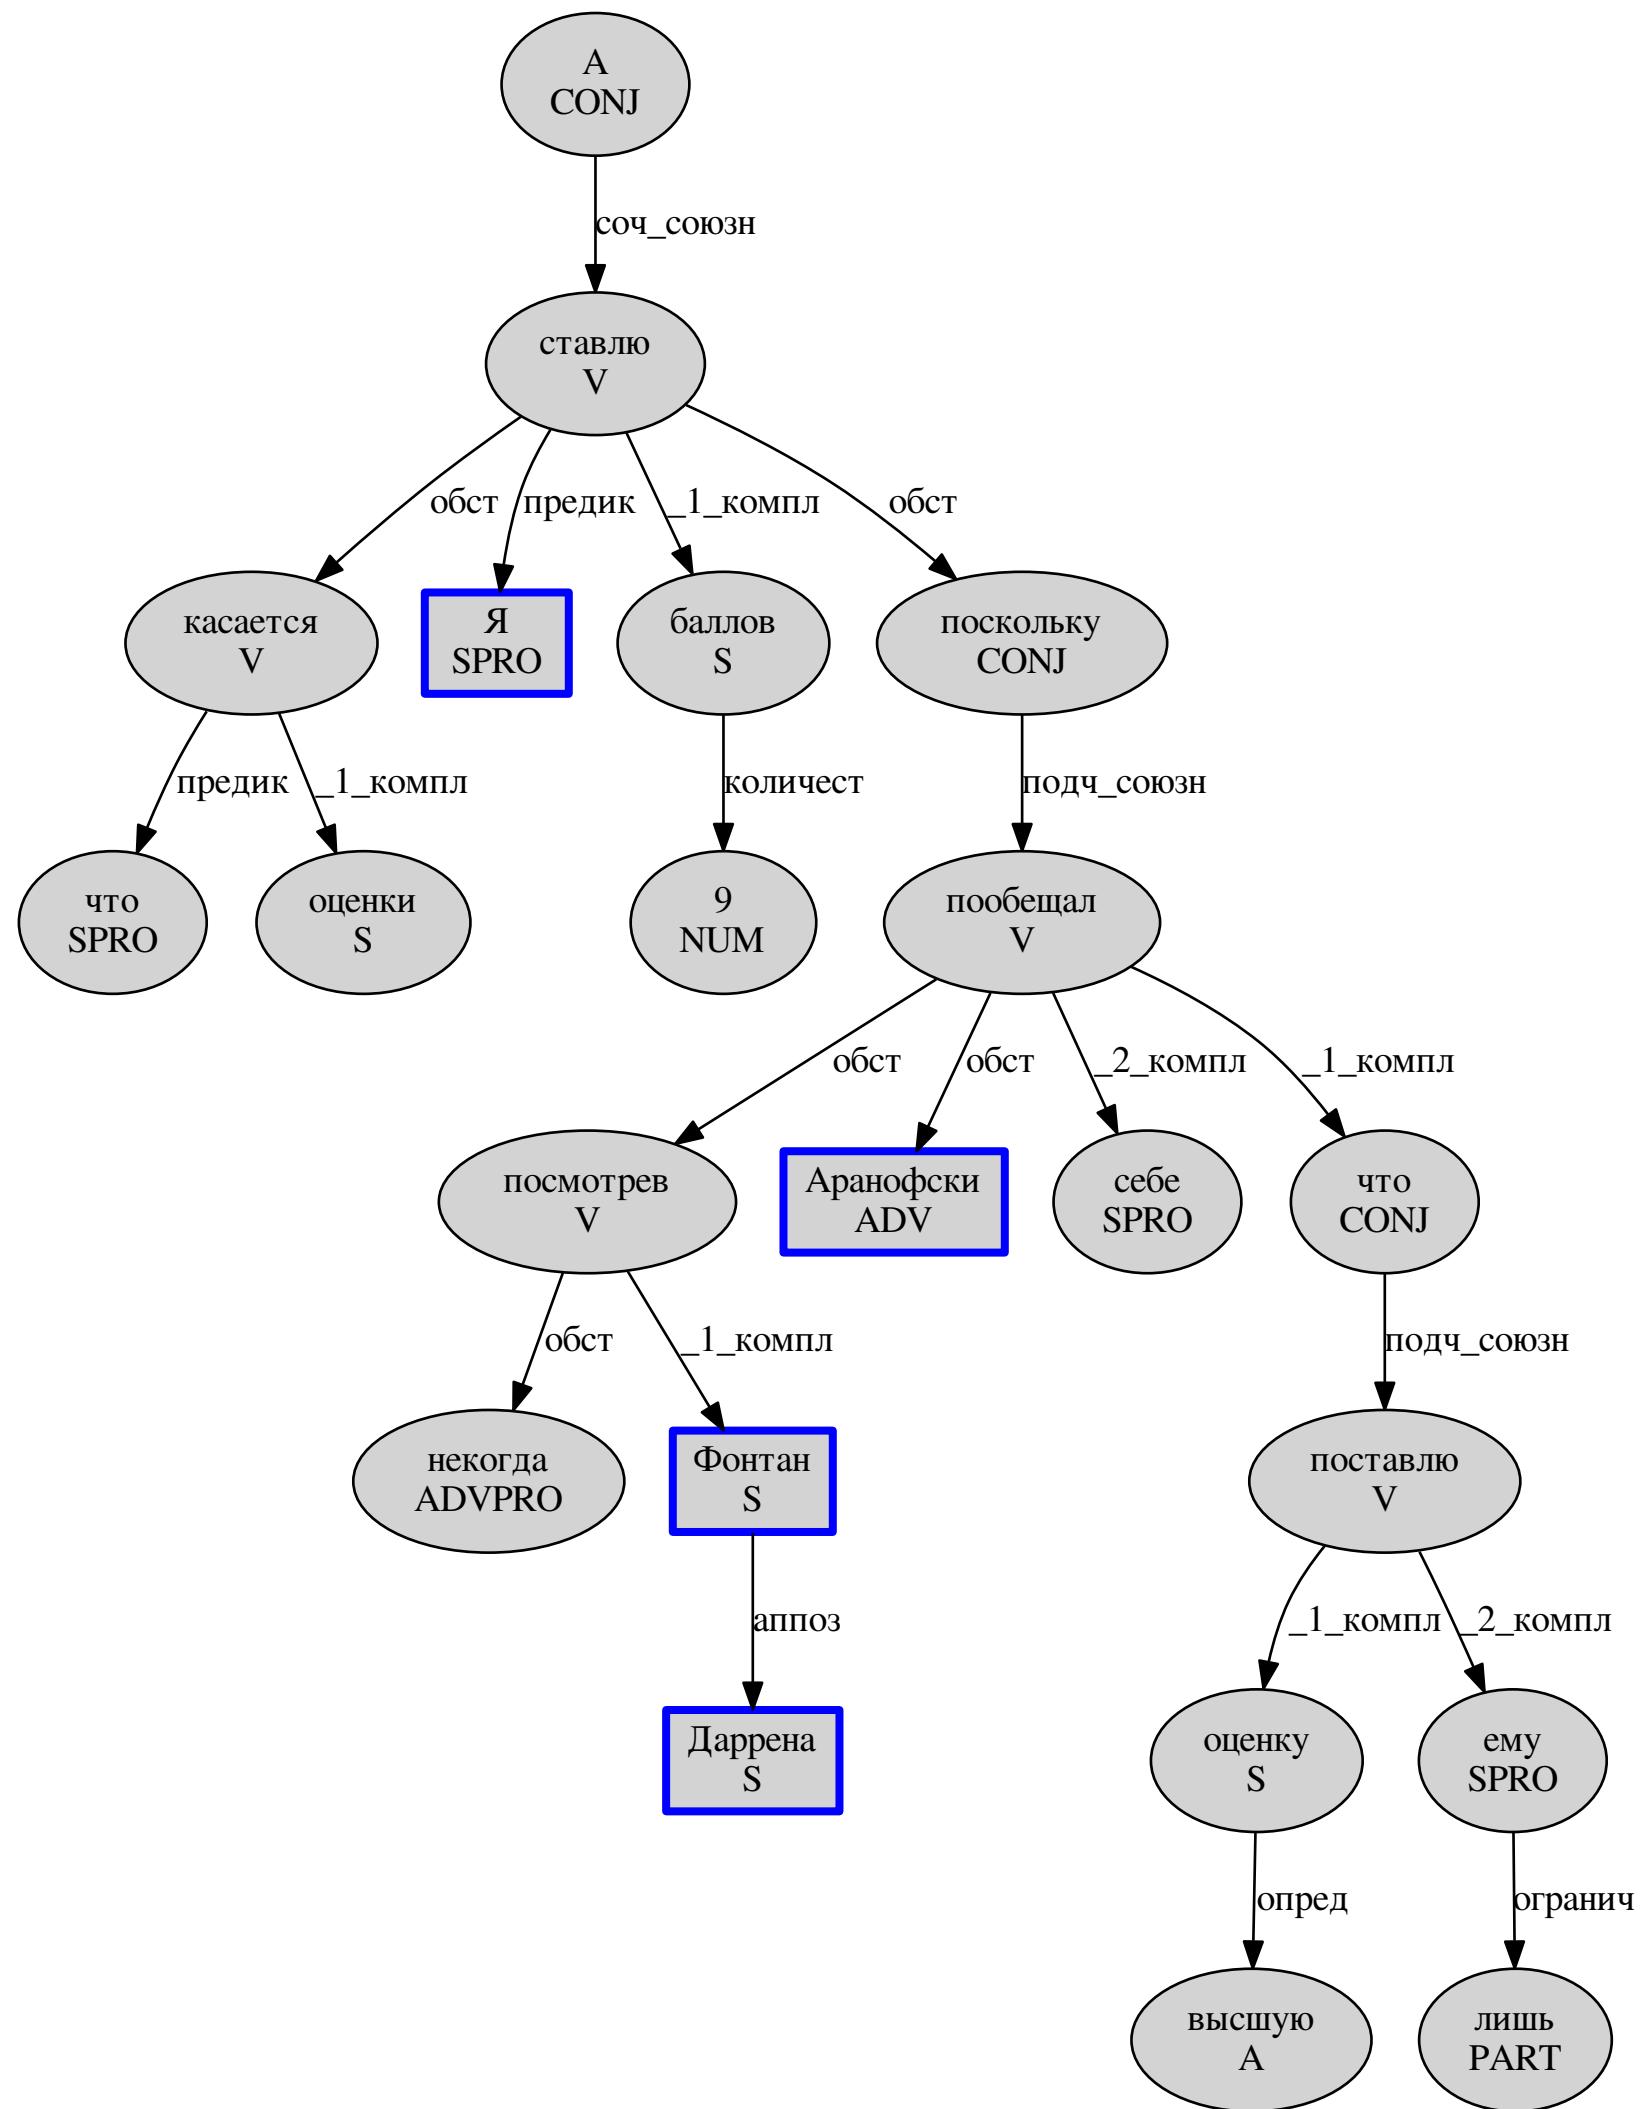 А
CONJ
соч_союзн
ставлю
V
обст
предик
_1_компл
обст
касается
V
Я
SPRO
баллов
S
поскольку
CONJ
предик
_1_компл
количест
подч_союзн
что
SPRO
оценки
S
9
NUM
пообещал
V
обст
обст
_2_компл
_1_компл
посмотрев
V
Аранофски
ADV
себе
SPRO
что
CONJ
обст
_1_компл
подч_союзн
некогда
ADVPRO
Фонтан
S
поставлю
V
аппоз
_1_компл
_2_компл
Даррена
S
оценку
S
ему
SPRO
опред
огранич
высшую
A
лишь
PART